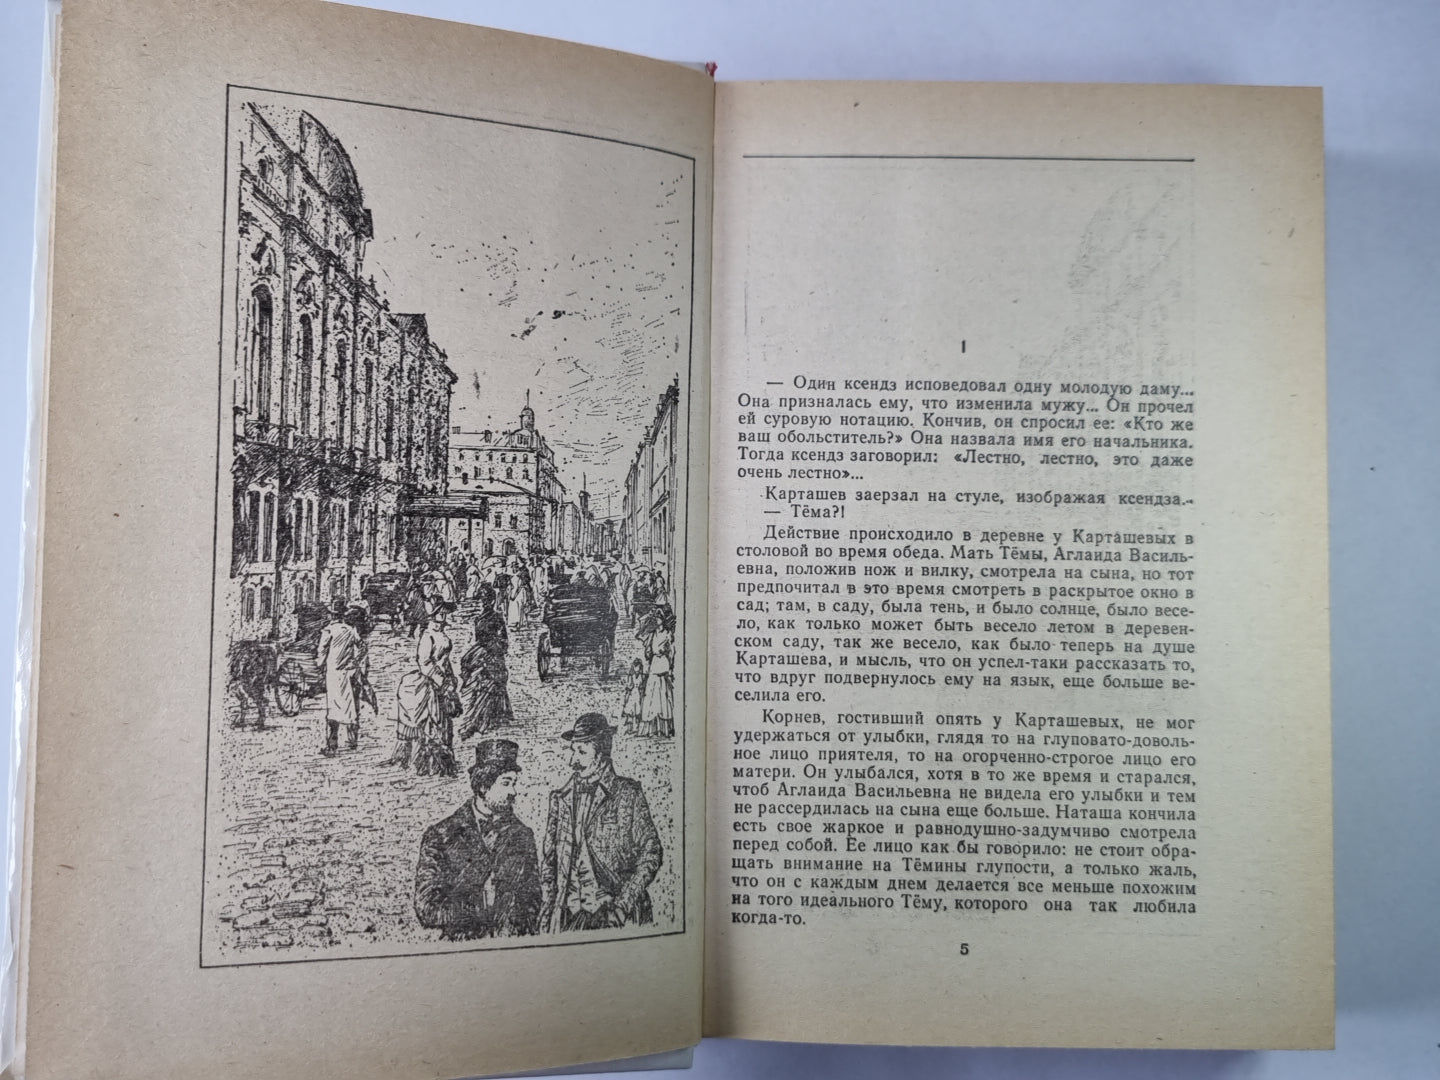 I
— Один ксендз исповедовал одну молодую даму...
Она призналась ему, что изменила мужу... Он прочел
ей суровую нотацию. Кончив, он спросил ее: «Кто же
ваш обольститель?» Она назвала имя его начальника.
Тогда ксендз заговорил: «Лестно, лестно, это даже
очень лестно»...
Карташев заерзал на стуле, изображая ксендза.
— Тёма?!
Действие происходило в деревне у Карташевых в
столовой во время обеда. Мать Тёмы, Аглаида Василь-
евна, положив нож и вилку, смотрела на сына, но тот
предпочитал в это время смотреть в раскрытое окно в
сад; там, в саду, была тень, и было солнце, было весе-
ло, как только может быть весело летом в деревен-
ском саду, так же весело, как было теперь на душе
Карташева, и мысль, что он успел-таки рассказать то,
что вдруг подвернулось ему на язык, еще больше ве-
селила его.
Корнев, гостивший опять у Карташевых, не мог
удержаться от улыбки, глядя то на глуповато-доволь-
ное лицо приятеля, то на огорченно-строгое лицо его
матери. Он улыбался, хотя в то же время и старался,
чтоб Аглаида Васильевна не видела его улыбки и тем
не рассердилась на сына еще больше. Наташа кончила
есть свое жаркое и равнодушно-задумчиво смотрела
перед собой. Ее лицо как бы говорило: не стоит обра-
щать внимание на Тёмины глупости, а только жаль,
что он с каждым днем делается все меньше похожим
на того идеального Тёму, которого она так любила
когда-то.
5